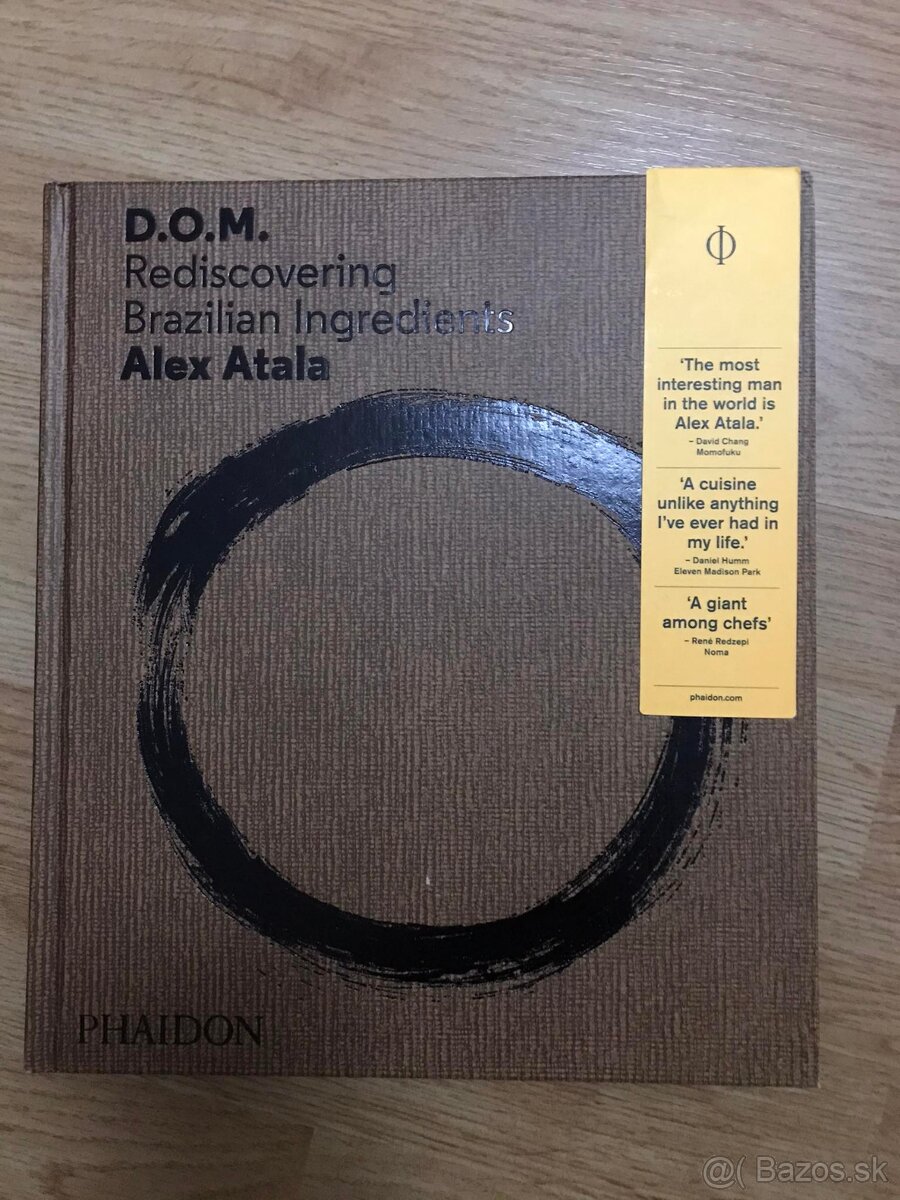 D.O.M.
Rediscovering
Brazilian Ingredients
Alex Atala
Φ
‘The most
interesting man
in the world is
Alex Atala.’
– David Chang
Momofuku
‘A cuisine
unlike anything
I’ve ever had in
my life.’
– Daniel Humm
Eleven Madison Park
‘A giant
among chefs’
– René Redzepi
Noma
phaidon.com
PHAIDON
@( Bazos.sk